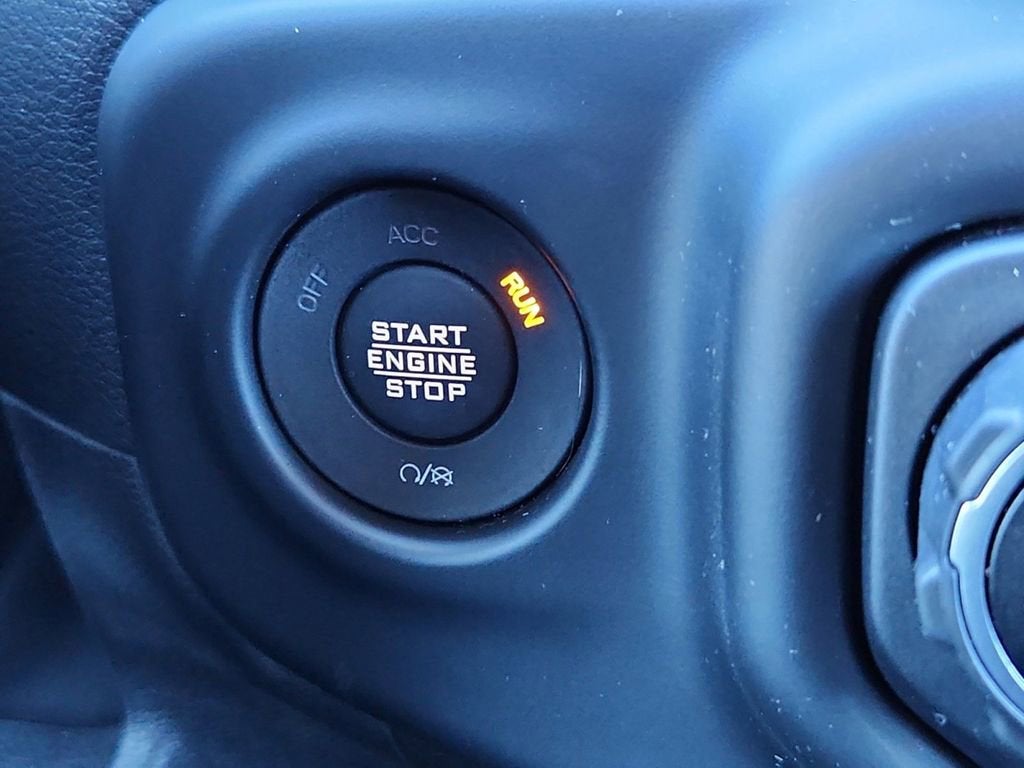 ACC
OFF
RUN
START
ENGINE
STOP